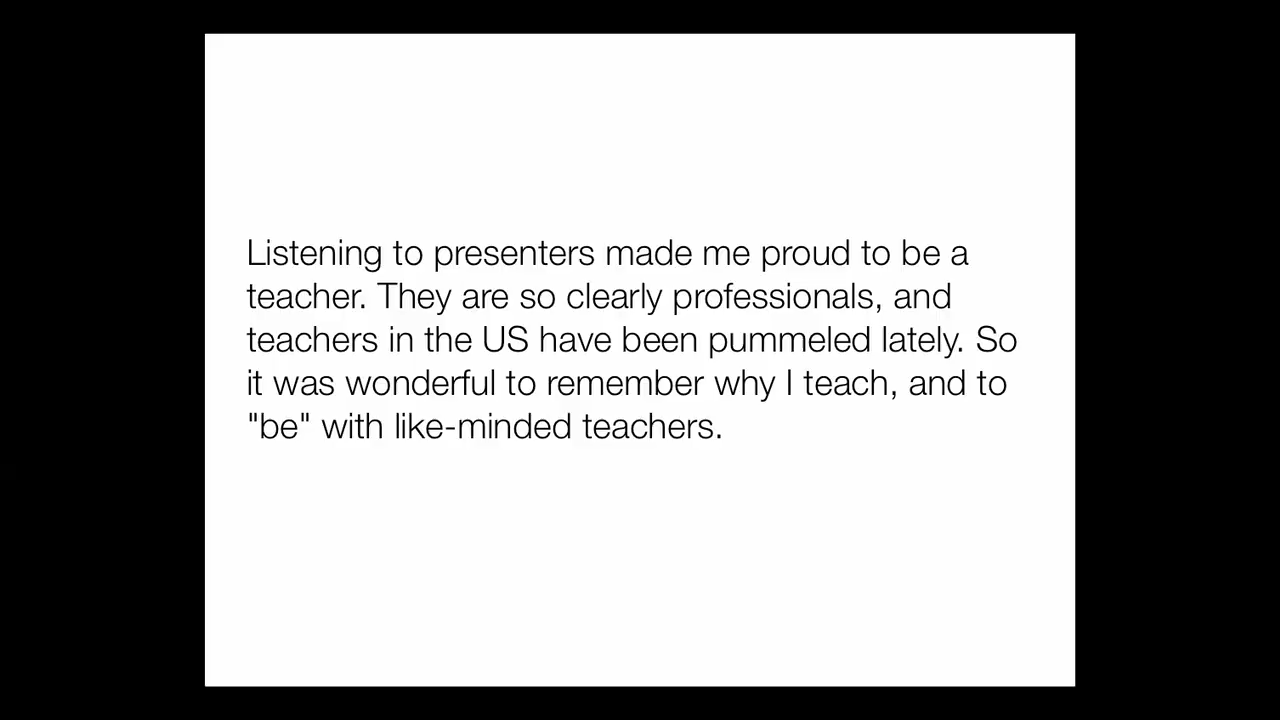 Listening to presenters made me proud to be a
teacher. They are so clearly professionals, and
teachers in the US have been pummeled lately. So
it was wonderful to remember why I teach, and to
"be" with like-minded teachers.